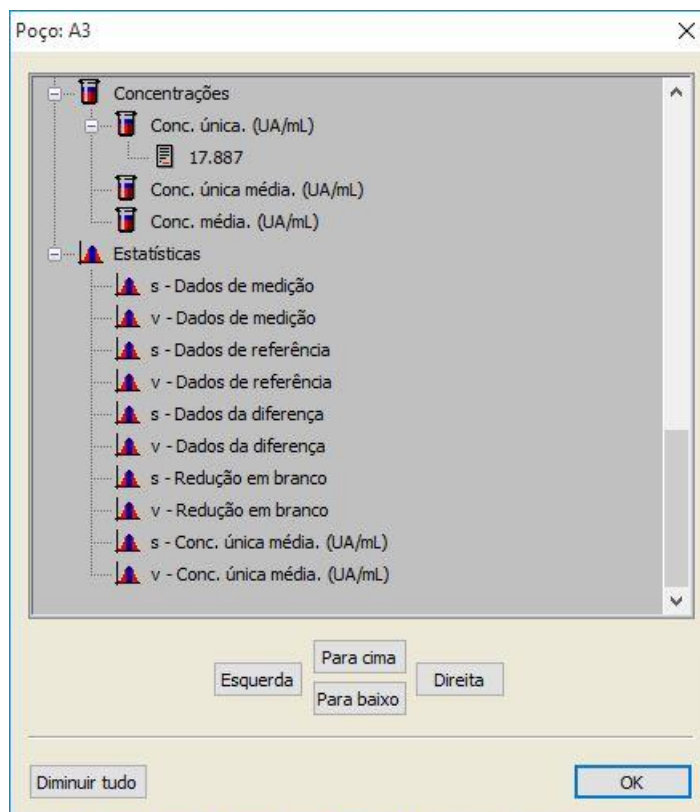 Poço: A3
Concentrações
Conc. única. (UA/mL)
17.887
Conc. única média. (UA/mL)
Conc. média. (UA/mL)
Estatísticas
s - Dados de medição
v - Dados de medição
s - Dados de referência
v - Dados de referência
s - Dados da diferença
v - Dados da diferença
s - Redução em branco
v - Redução em branco
s - Conc. única média. (UA/mL)
v - Conc. única média. (UA/mL)
Para cima
Esquerda
Direita
Para baixo
Diminuir tudo
OK